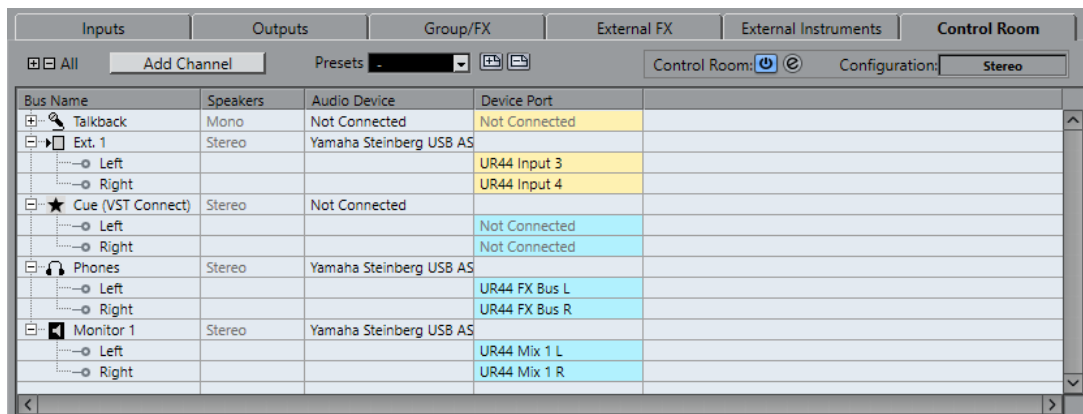 Inputs Outputs Group/FX External FX External Instruments Control Room
All Add Channel Presets - Control Room: Configuration: Stereo
Bus Name Speakers Audio Device Device Port
Talkback Mono Not Connected Not Connected
Ext. 1 Stereo Yamaha Steinberg USB AS
Left UR44 Input 3
Right UR44 Input 4
Cue (VST Connect) Stereo Not Connected
Left Not Connected
Right Not Connected
Phones Stereo Yamaha Steinberg USB AS
Left UR44 FX Bus L
Right UR44 FX Bus R
Monitor 1 Stereo Yamaha Steinberg USB AS
Left UR44 Mix 1 L
Right UR44 Mix 1 R